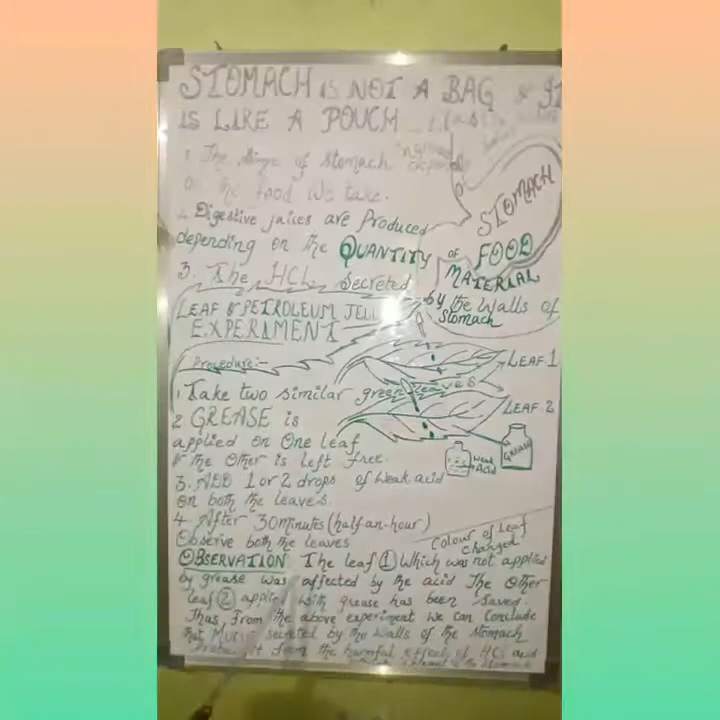 STOMACH IS NOT A BAG & IT
IS LIKE A POUCH
1. The size of stomach depends
on the food we take.
2. Digestive juices are Produced
depending on the QUANTITY OF FOOD
MATERIAL
STOMACH
3. The HCL Secreted
by the Walls of
Stomach
LEAF & PETROLEUM JELL
EXPERIMENT
Procedure:-
1. Take two similar green leaves
LEAF 1
LEAF 2
2 GREASE is
applied on One leaf
& the Other is left free.
GREASE
Weak
Acid
3. ADD 1 or 2 drops of Weak acid
on both the leaves.
4. After 30 minutes (half an-hour)
Observe both the leaves
Colour of Leaf
changed
OBSERVATION The leaf 1 Which was not applied
by grease was affected by the acid The Other
leaf 2 applied with grease has been Saved.
Thus, From the above experiment we can Conclude
that Mucus secreted by the Walls of the Stomach
Protects it from the harmful effect of HCl acid